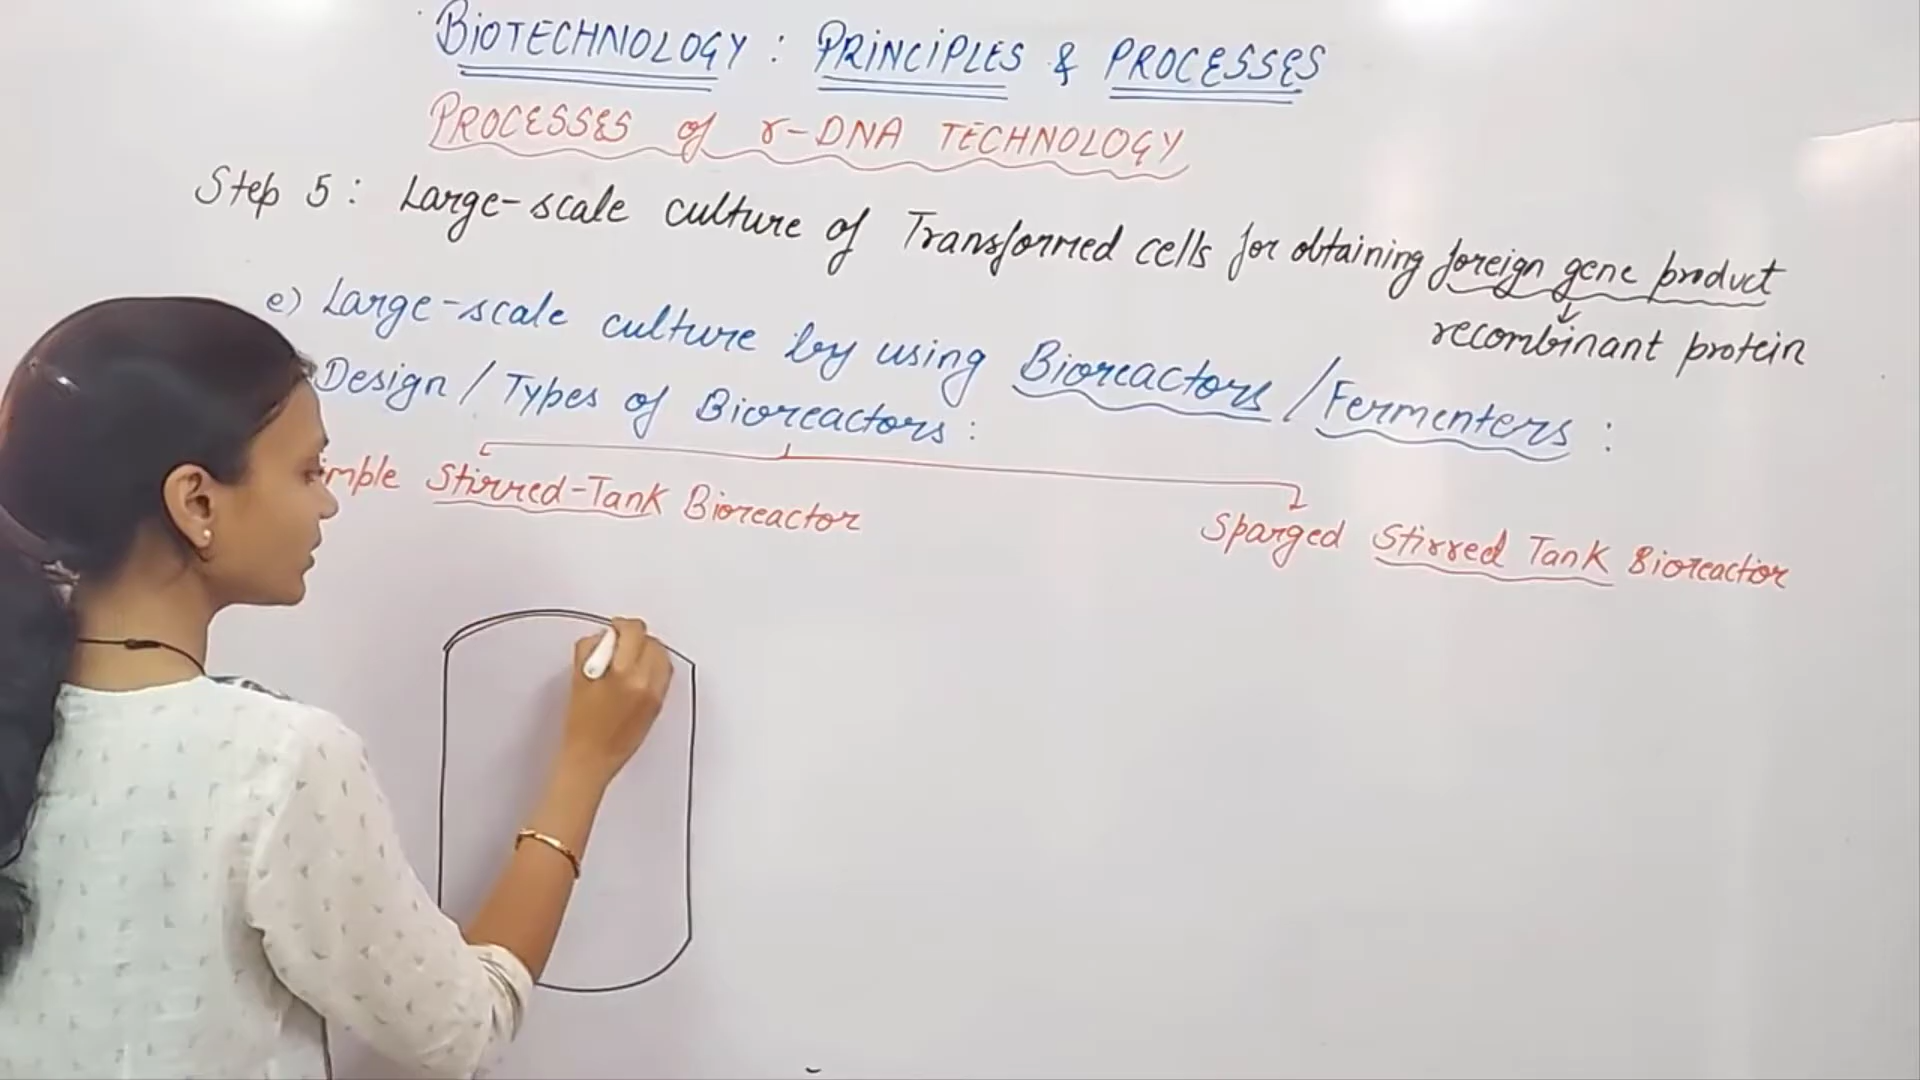 BIOTECHNOLOGY : PRINCIPLES & PROCESSES
PROCESSES of r-DNA TECHNOLOGY
Step 5 : Large-scale culture of Transformed cells for obtaining foreign gene product
recombinant protein
e) Large-scale culture by using Bioreactors / Fermenters :
Design / Types of Bioreactors :
Stirred-Tank Bioreactor
Sparged Stirred Tank Bioreactior